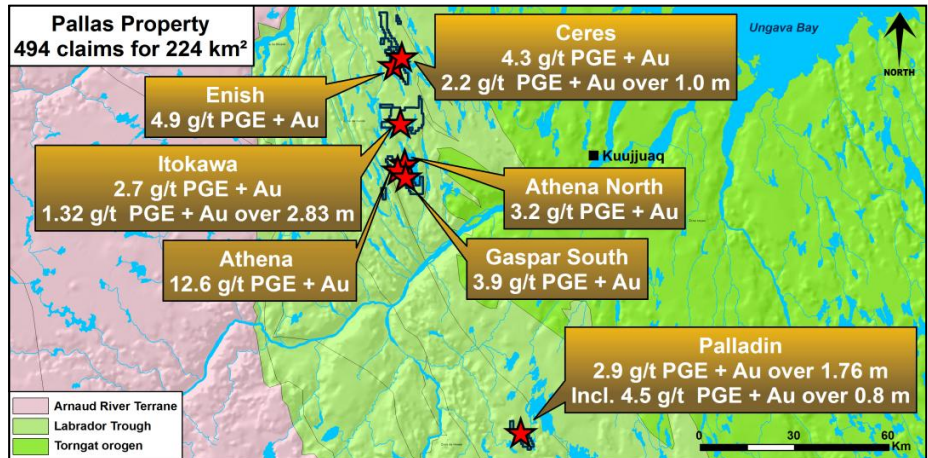 Pallas Property
494 claims for 224 km²
Ceres
4.3 g/t PGE + Au
2.2 g/t PGE + Au over 1.0 m
Ungava Bay
NORTH
Enish
4.9 g/t PGE + Au
Itokawa
2.7 g/t PGE + Au
1.32 g/t PGE + Au over 2.83 m
Kuujjuaq
Athena North
3.2 g/t PGE + Au
Athena
12.6 g/t PGE + Au
Gaspar South
3.9 g/t PGE + Au
Palladin
2.9 g/t PGE + Au over 1.76 m
Incl. 4.5 g/t PGE + Au over 0.8 m
Arnaud River Terrane
Labrador Trough
Torngat orogen
0 30 60
Km